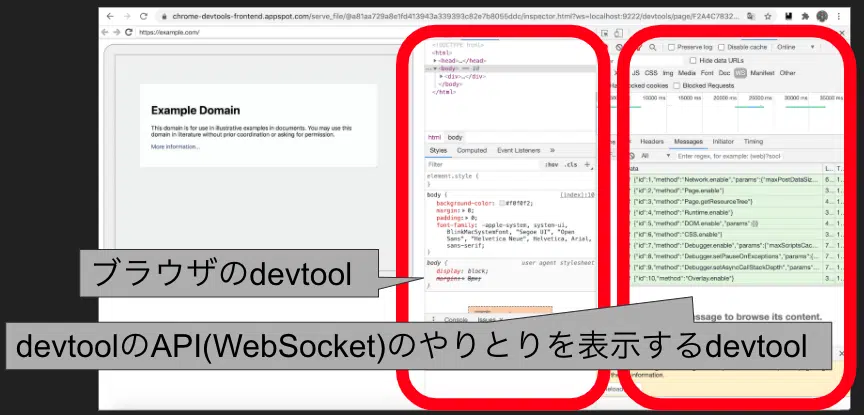 chrome-devtools-frontend.appspot.com/serve_file/@a81aa729a8e1fd413943a339393c82e7b8055ddc/inspector.html?ws=localhost:9222/devtools/page/F2A4C7832...
https://example.com/
Example Domain
This domain is for use in illustrative examples in documents. You may use this
domain in literature without prior coordination or asking for permission.
More information...
<!DOCTYPE html>
<html>
<head>…</head>
<body> == $0
<div>…</div>
</body>
</html>
html body
Styles Computed Event Listeners »
Filter :hov .cls +
element.style {
}
body { [index]:10
background-color: #f0f0f2;
margin: 0;
padding: 0;
font-family: -apple-system, system-ui,
BlinkMacSystemFont, "Segoe UI", "Open
Sans", "Helvetica Neue", Helvetica, Arial,
sans-serif;
}
body { user agent stylesheet
display: block;
margin: 8px;
}
Console Issues
Preserve log Disable cache Online
Hide data URLs
JS CSS Img Media Font Doc WS Manifest Other
cookies Blocked Requests
10000 ms 15000 ms 20000 ms 25000 ms 30000 ms 35000 ms
Headers Messages Initiator Timing
All Enter regex, for example: (web)?socket
L... T...
{"id":1,"method":"Network.enable","params":{"maxPostDataSiz...
{"id":2,"method":"Page.enable"}
{"id":3,"method":"Page.getResourceTree"}
{"id":4,"method":"Runtime.enable"}
{"id":5,"method":"DOM.enable","params":{}}
{"id":6,"method":"CSS.enable"}
{"id":7,"method":"Debugger.enable","params":{"maxScriptsCac...
{"id":8,"method":"Debugger.setPauseOnExceptions","params"...
{"id":9,"method":"Debugger.setAsyncCallStackDepth","params"...
{"id":10,"method":"Overlay.enable"}
message to browse its content.
ブラウザのdevtool
devtoolのAPI(WebSocket)のやりとりを表示するdevtool